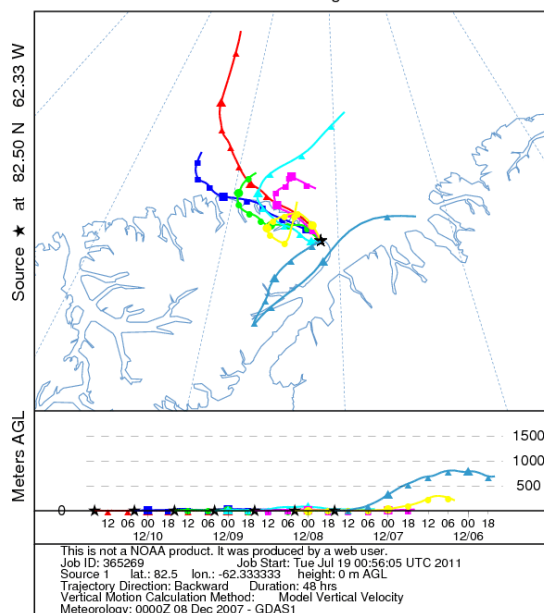 Source ★ at 82.50 N 62.33 W
Meters AGL
1500
1000
500
0
12 06 00 18 12 06 00 18 12 06 00 18 12 06 00 18 12 06 00 18
12/10 12/09 12/08 12/07 12/06
This is not a NOAA product. It was produced by a web user.
Job ID: 365269 Job Start: Tue Jul 19 00:56:05 UTC 2011
Source 1 lat.: 82.5 lon.: -62.333333 height: 0 m AGL
Trajectory Direction: Backward Duration: 48 hrs
Vertical Motion Calculation Method: Model Vertical Velocity
Meteorology: 0000Z 08 Dec 2007 - GDAS1